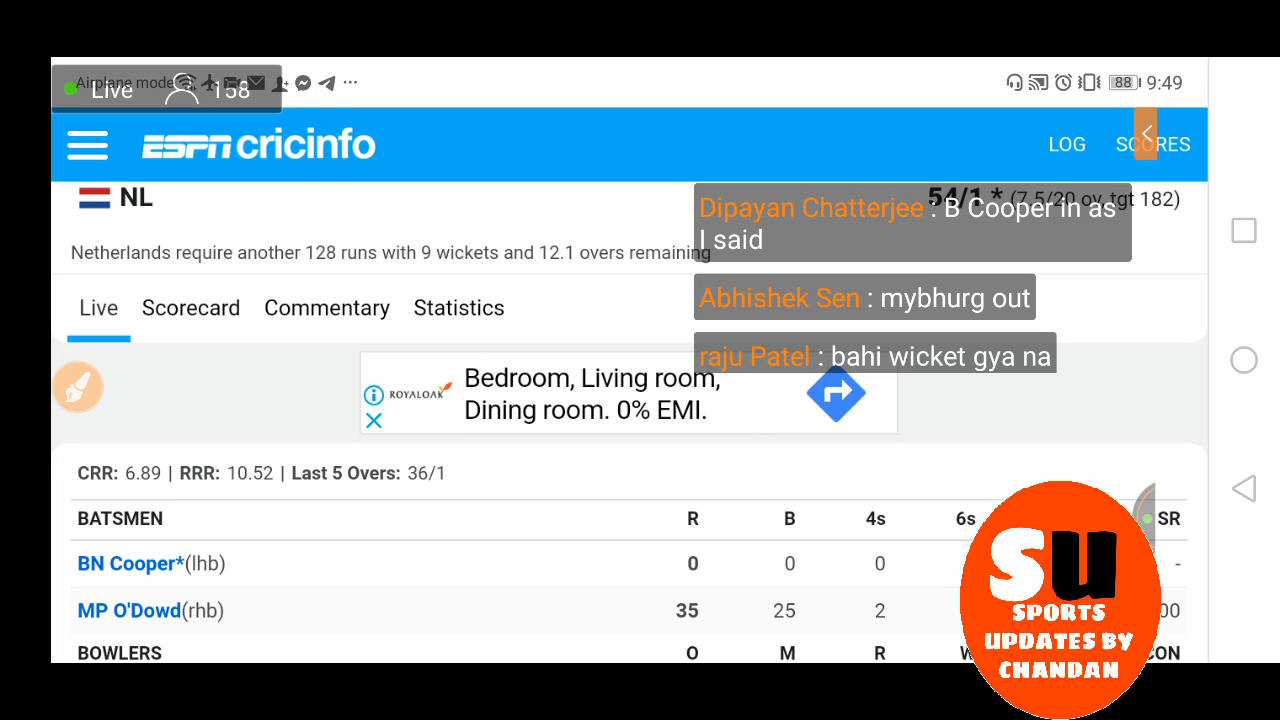 Airplane mode
Live 158
88 9:49
ESPN cricinfo
LOG SCORES
NL
54/1 * (7.5/20 ov, tgt 182)
Dipayan Chatterjee : B Cooper in as
I said
Netherlands require another 128 runs with 9 wickets and 12.1 overs remaining
Live Scorecard Commentary Statistics
Abhishek Sen : mybhurg out
raju Patel : bahi wicket gya na
ROYALOAK
Bedroom, Living room,
Dining room. 0% EMI.
CRR: 6.89 | RRR: 10.52 | Last 5 Overs: 36/1
BATSMEN R B 4s 6s SR
BN Cooper*(lhb) 0 0 0 -
MP O'Dowd(rhb) 35 25 2 00
BOWLERS O M R W CON
SU
SPORTS
UPDATES BY
CHANDAN